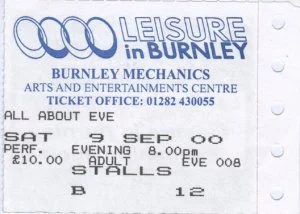 LEISURE
in BURNLEY
BURNLEY MECHANICS
ARTS AND ENTERTAINMENTS CENTRE
TICKET OFFICE: 01282 430055
ALL ABOUT EVE
SAT 9 SEP 00
PERF. EVENING 8.00pm
£10.00 ADULT EVE 008
STALLS
B 12